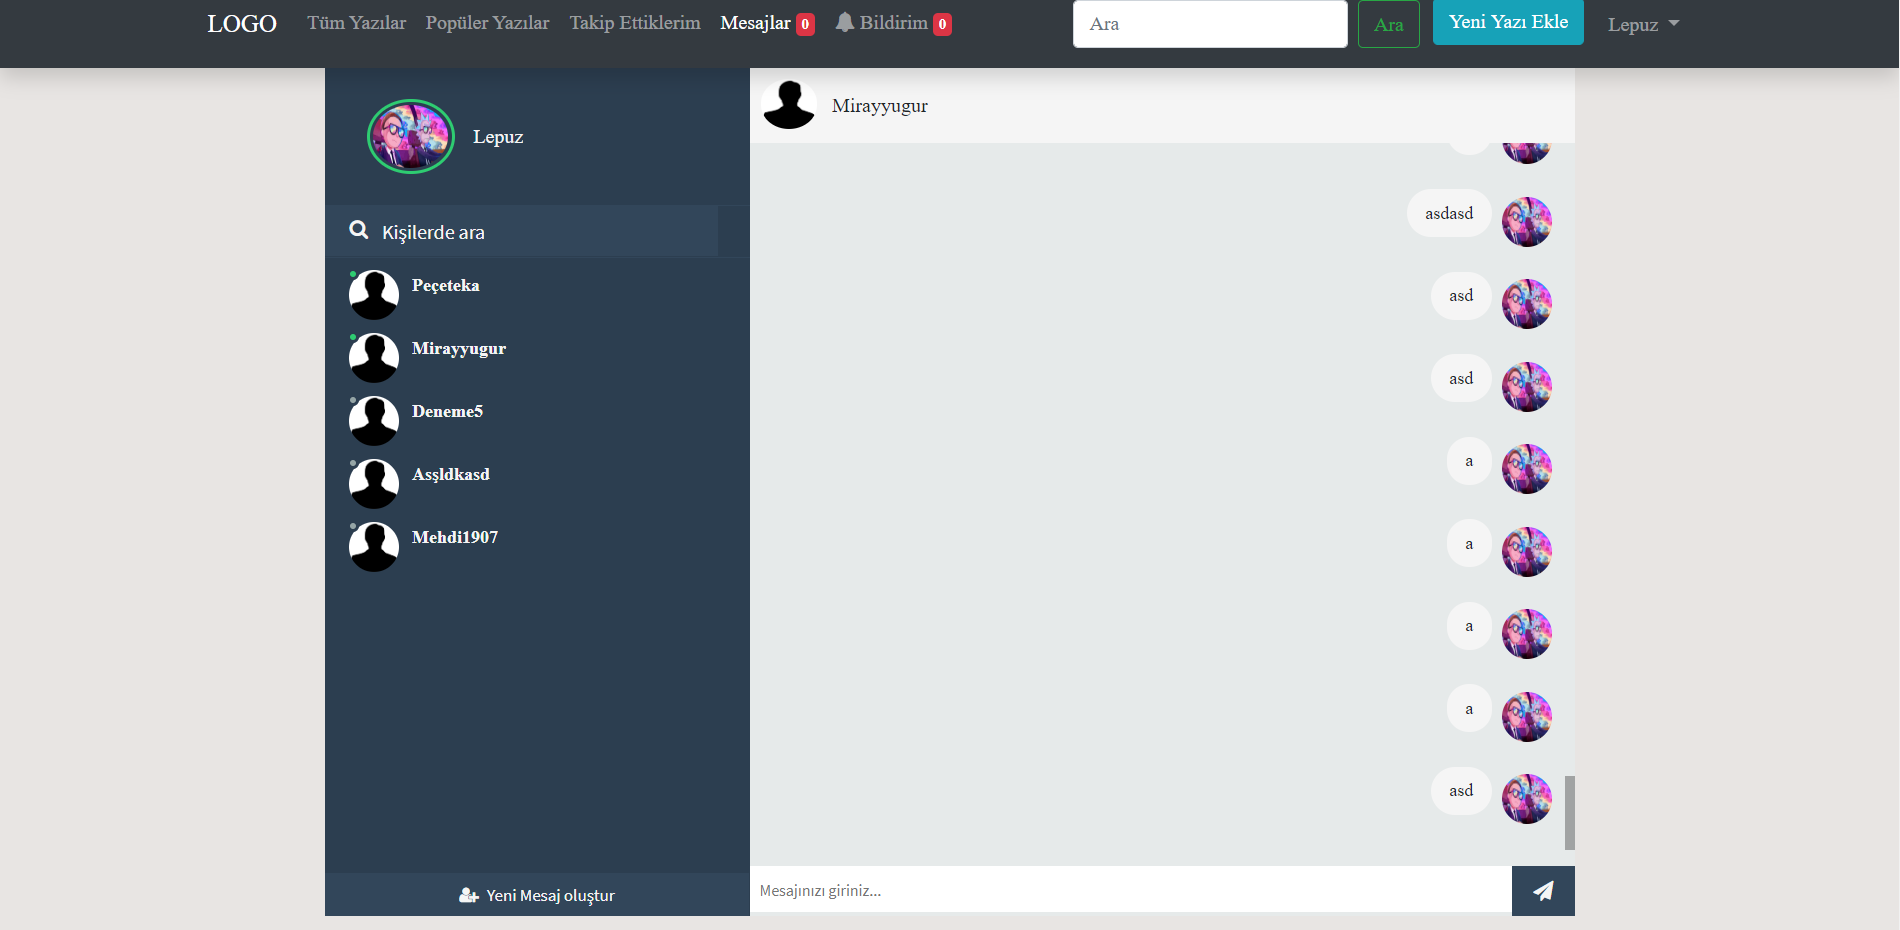 LOGO Tüm Yazılar Popüler Yazılar Takip Ettiklerim Mesajlar 0 Bildirim 0 Ara Ara Yeni Yazı Ekle Lepuz
Lepuz
Kişilerde ara
Peçeteka
Mirayyugur
Deneme5
Asşldkasd
Mehdi1907
Yeni Mesaj oluştur
Mirayyugur
asdasd
asd
asd
a
a
a
a
asd
Mesajınızı giriniz...